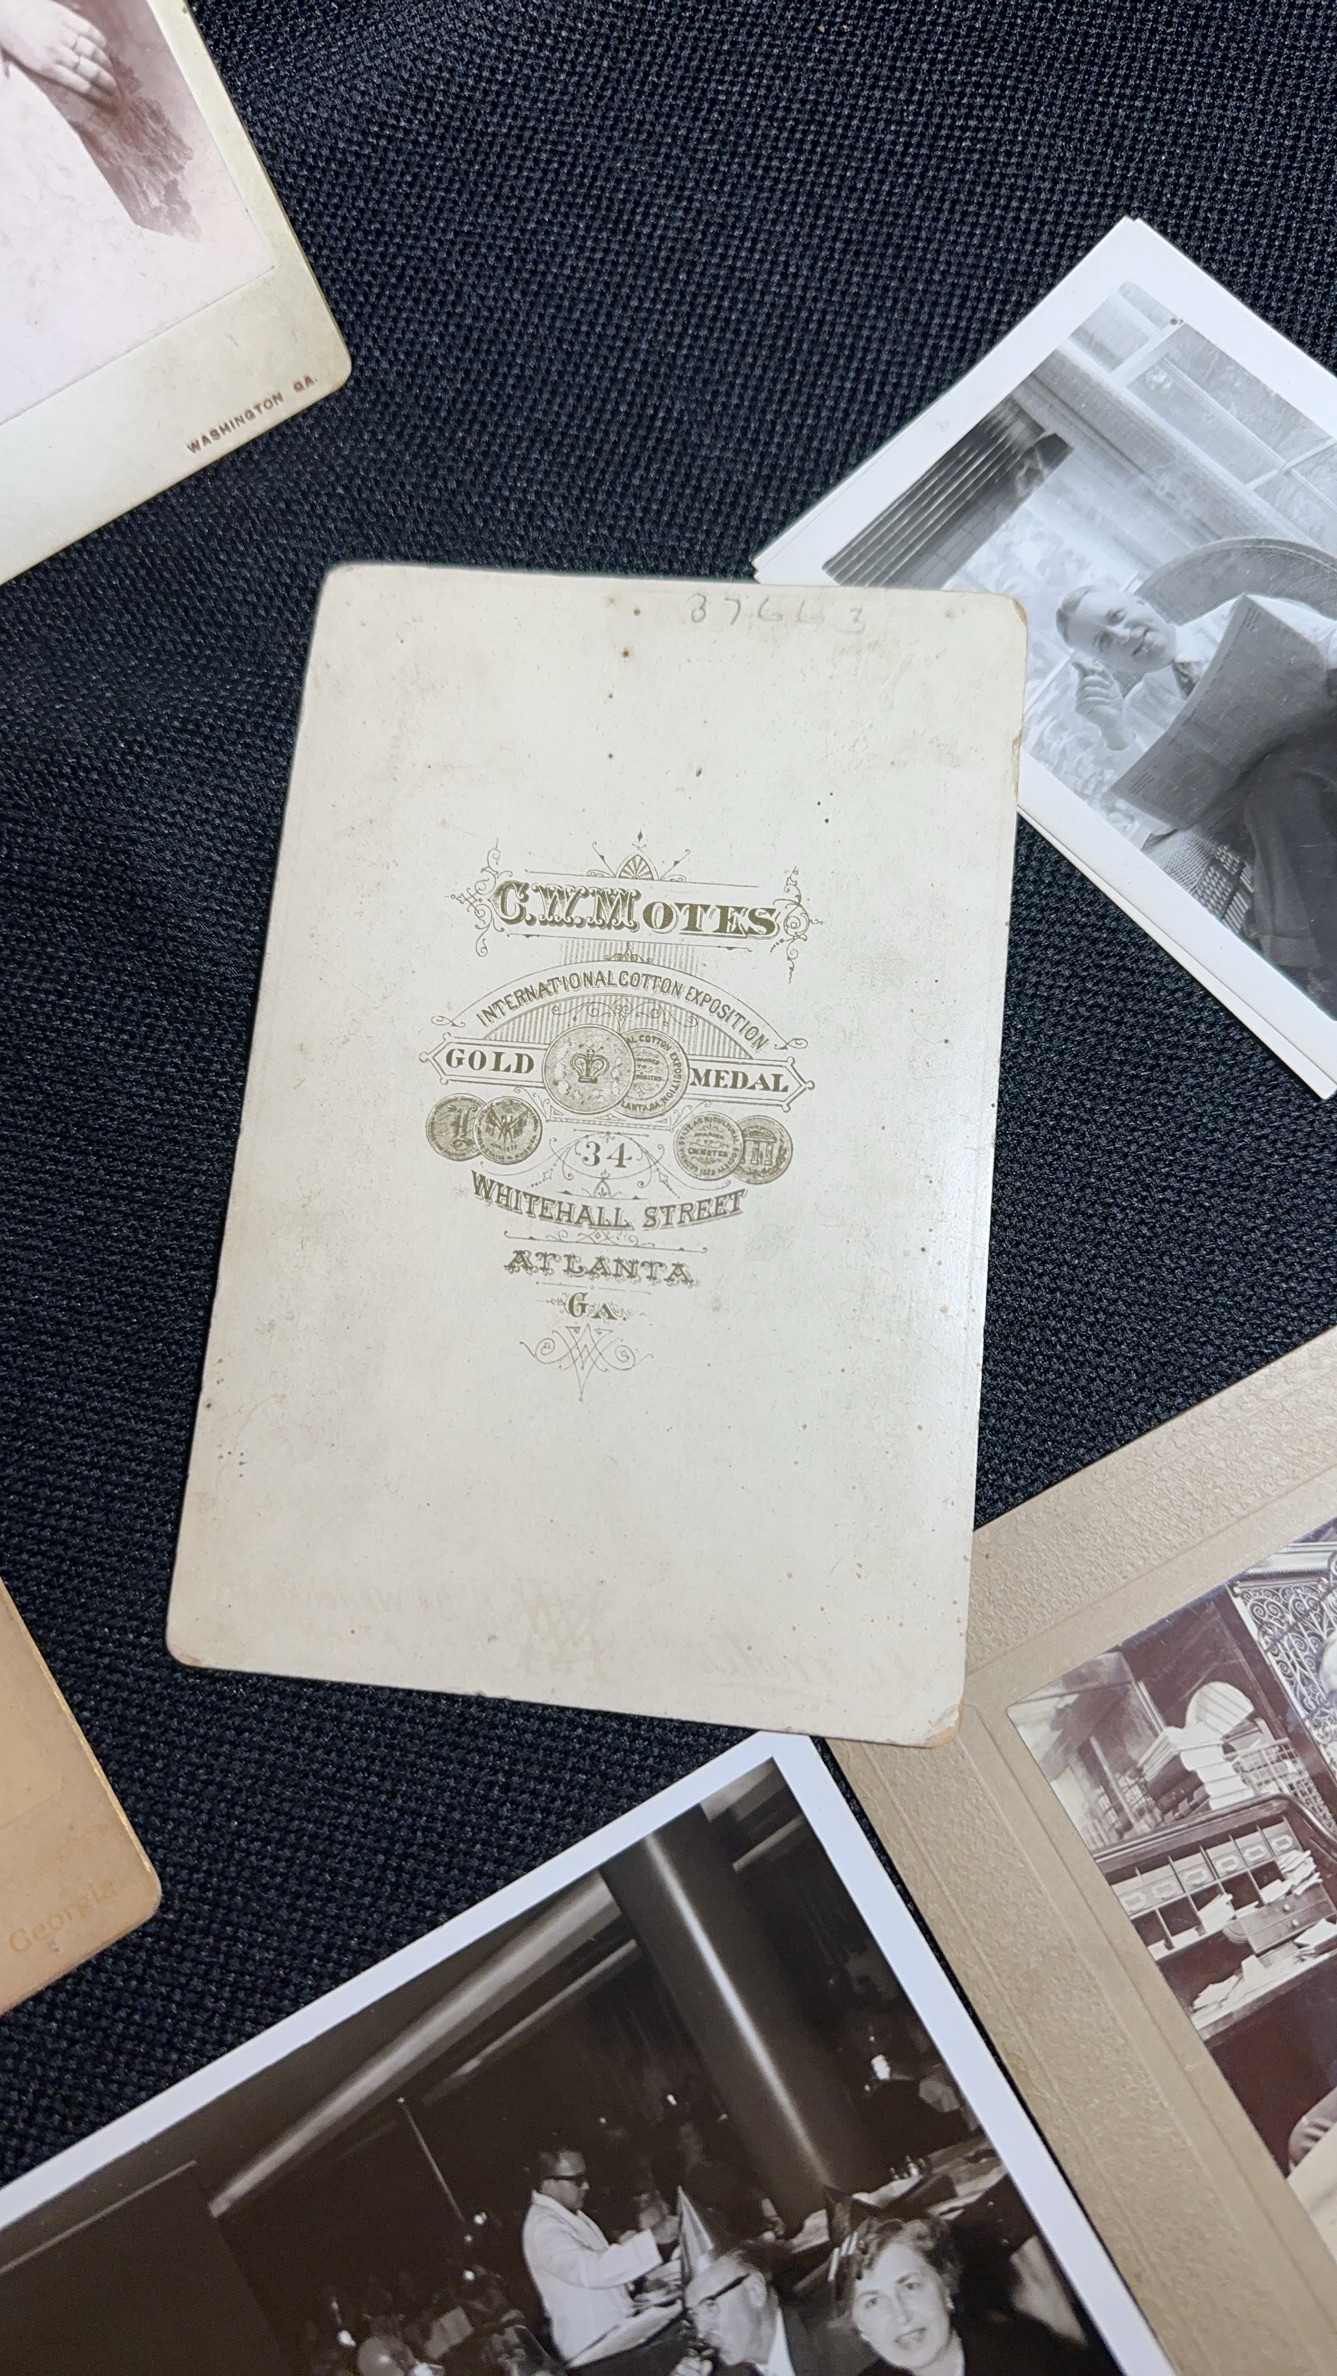 WASHINGTON GA.
37663
C.W.MOTES
INTERNATIONAL COTTON EXPOSITION
GOLD MEDAL
34
WHITEHALL STREET
ATLANTA
GA.
Georgia